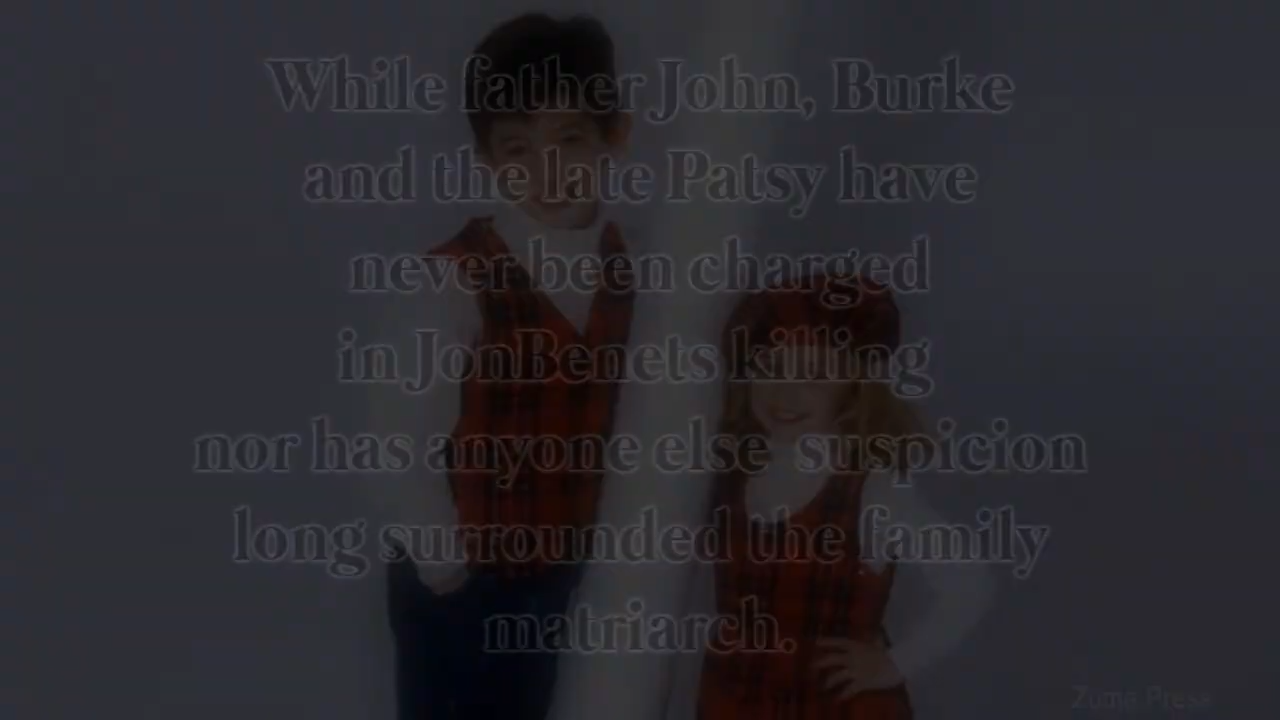 While father John, Burke
and the late Patsy have
never been charged
in JonBenets killing
nor has anyone else suspicion
long surrounded the family
matriarch.
Zuma Press